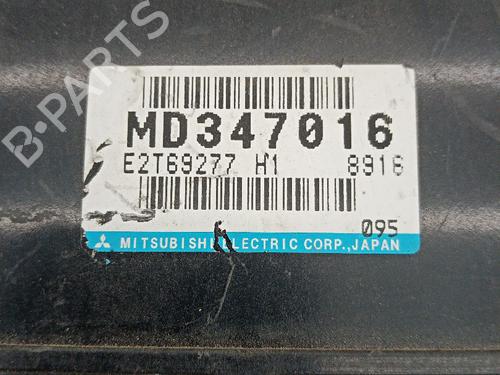 B-PARTS
MD347016
E2T69277 H1 8916
095
MITSUBISHI ELECTRIC CORP., JAPAN